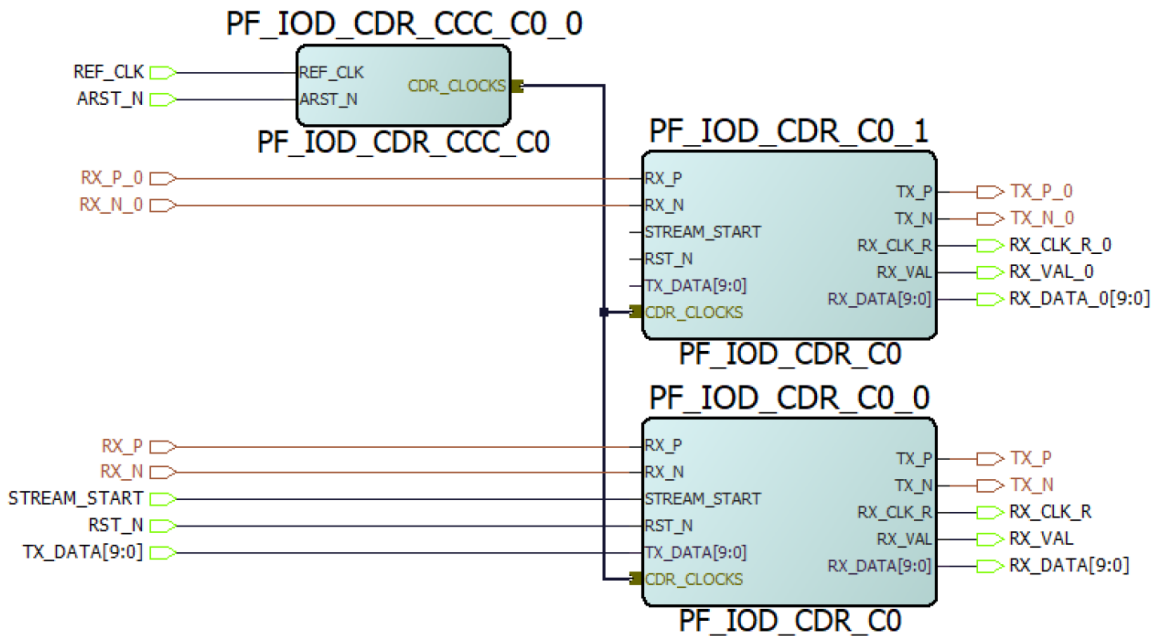 PF_IOD_CDR_CCC_C0_0
REF_CLK
REF_CLK
CDR_CLOCKS
ARST_N
ARST_N
PF_IOD_CDR_CCC_C0
PF_IOD_CDR_C0_1
RX_P_0
RX_P
TX_P
TX_P_0
RX_N_0
RX_N
TX_N
TX_N_0
STREAM_START
RX_CLK_R
RX_CLK_R_0
RST_N
RX_VAL
RX_VAL_0
TX_DATA[9:0]
RX_DATA[9:0]
RX_DATA_0[9:0]
CDR_CLOCKS
PF_IOD_CDR_C0
PF_IOD_CDR_C0_0
RX_P
RX_P
TX_P
TX_P
RX_N
RX_N
TX_N
TX_N
STREAM_START
STREAM_START
RX_CLK_R
RX_CLK_R
RST_N
RST_N
RX_VAL
RX_VAL
TX_DATA[9:0]
TX_DATA[9:0]
RX_DATA[9:0]
RX_DATA[9:0]
CDR_CLOCKS
PF_IOD_CDR_C0